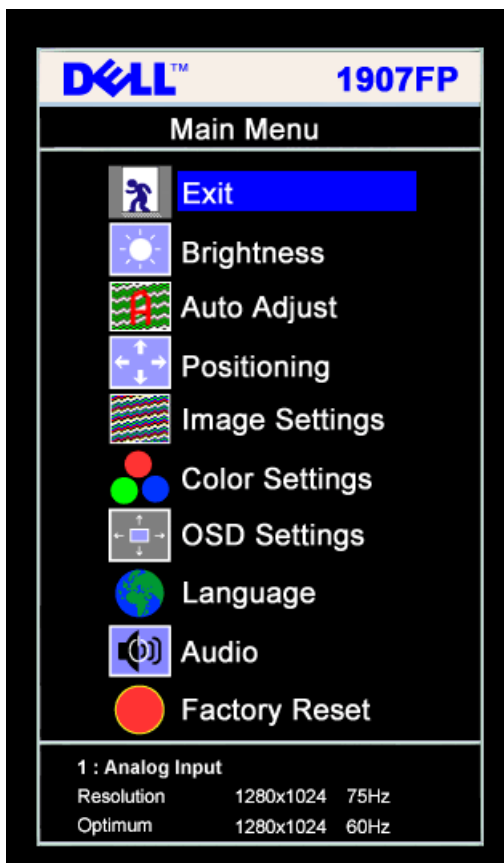 DELL™ 1907FP
Main Menu
Exit
Brightness
Auto Adjust
Positioning
Image Settings
Color Settings
OSD Settings
Language
Audio
Factory Reset
1 : Analog Input
Resolution 1280x1024 75Hz
Optimum 1280x1024 60Hz